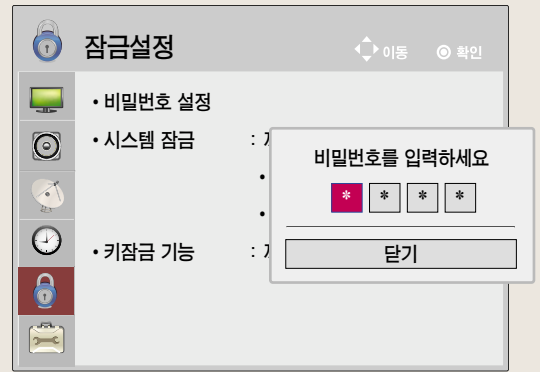 잠금설정
이동 확인
• 비밀번호 설정
• 시스템 잠금 :
•
•
• 키잠금 기능 :
비밀번호를 입력하세요
* * * *
닫기